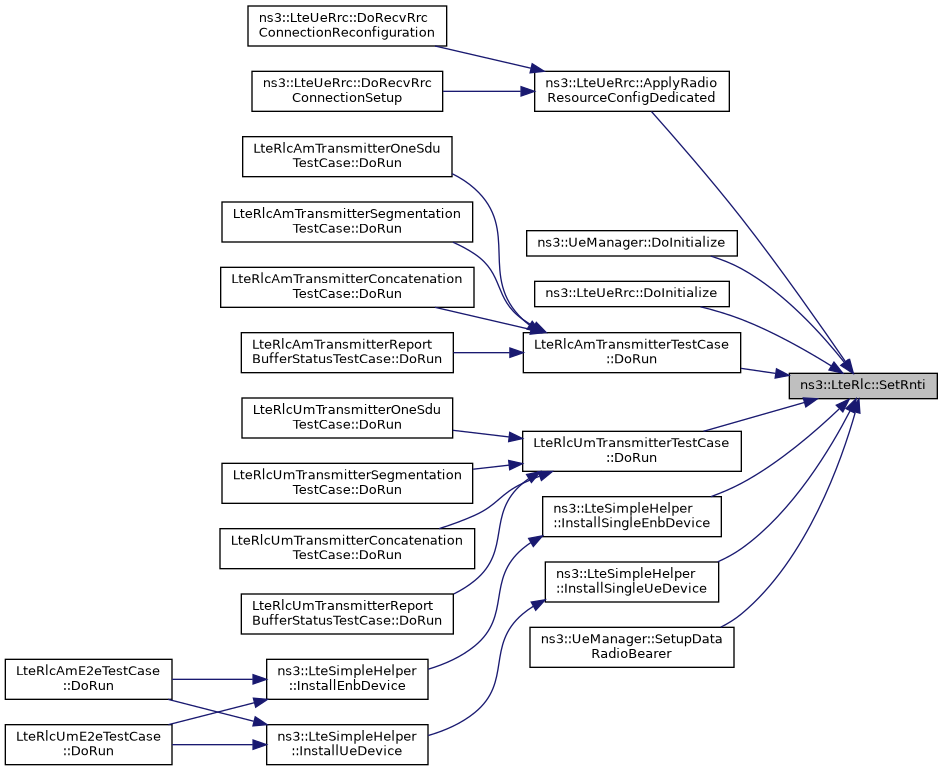 ns3::LteUeRrc::DoRecvRrc
ConnectionReconfiguration
ns3::LteUeRrc::DoRecvRrc
ConnectionSetup
ns3::LteUeRrc::ApplyRadio
ResourceConfigDedicated
LteRlcAmTransmitterOneSdu
TestCase::DoRun
LteRlcAmTransmitterSegmentation
TestCase::DoRun
ns3::UeManager::DoInitialize
LteRlcAmTransmitterConcatenation
TestCase::DoRun
ns3::LteUeRrc::DoInitialize
LteRlcAmTransmitterReport
BufferStatusTestCase::DoRun
LteRlcAmTransmitterTestCase
::DoRun
ns3::LteRlc::SetRnti
LteRlcUmTransmitterOneSdu
TestCase::DoRun
LteRlcUmTransmitterTestCase
::DoRun
LteRlcUmTransmitterSegmentation
TestCase::DoRun
ns3::LteSimpleHelper
::InstallSingleEnbDevice
LteRlcUmTransmitterConcatenation
TestCase::DoRun
ns3::LteSimpleHelper
::InstallSingleUeDevice
LteRlcUmTransmitterReport
BufferStatusTestCase::DoRun
ns3::UeManager::SetupData
RadioBearer
LteRlcAmE2eTestCase
::DoRun
ns3::LteSimpleHelper
::InstallEnbDevice
LteRlcUmE2eTestCase
::DoRun
ns3::LteSimpleHelper
::InstallUeDevice